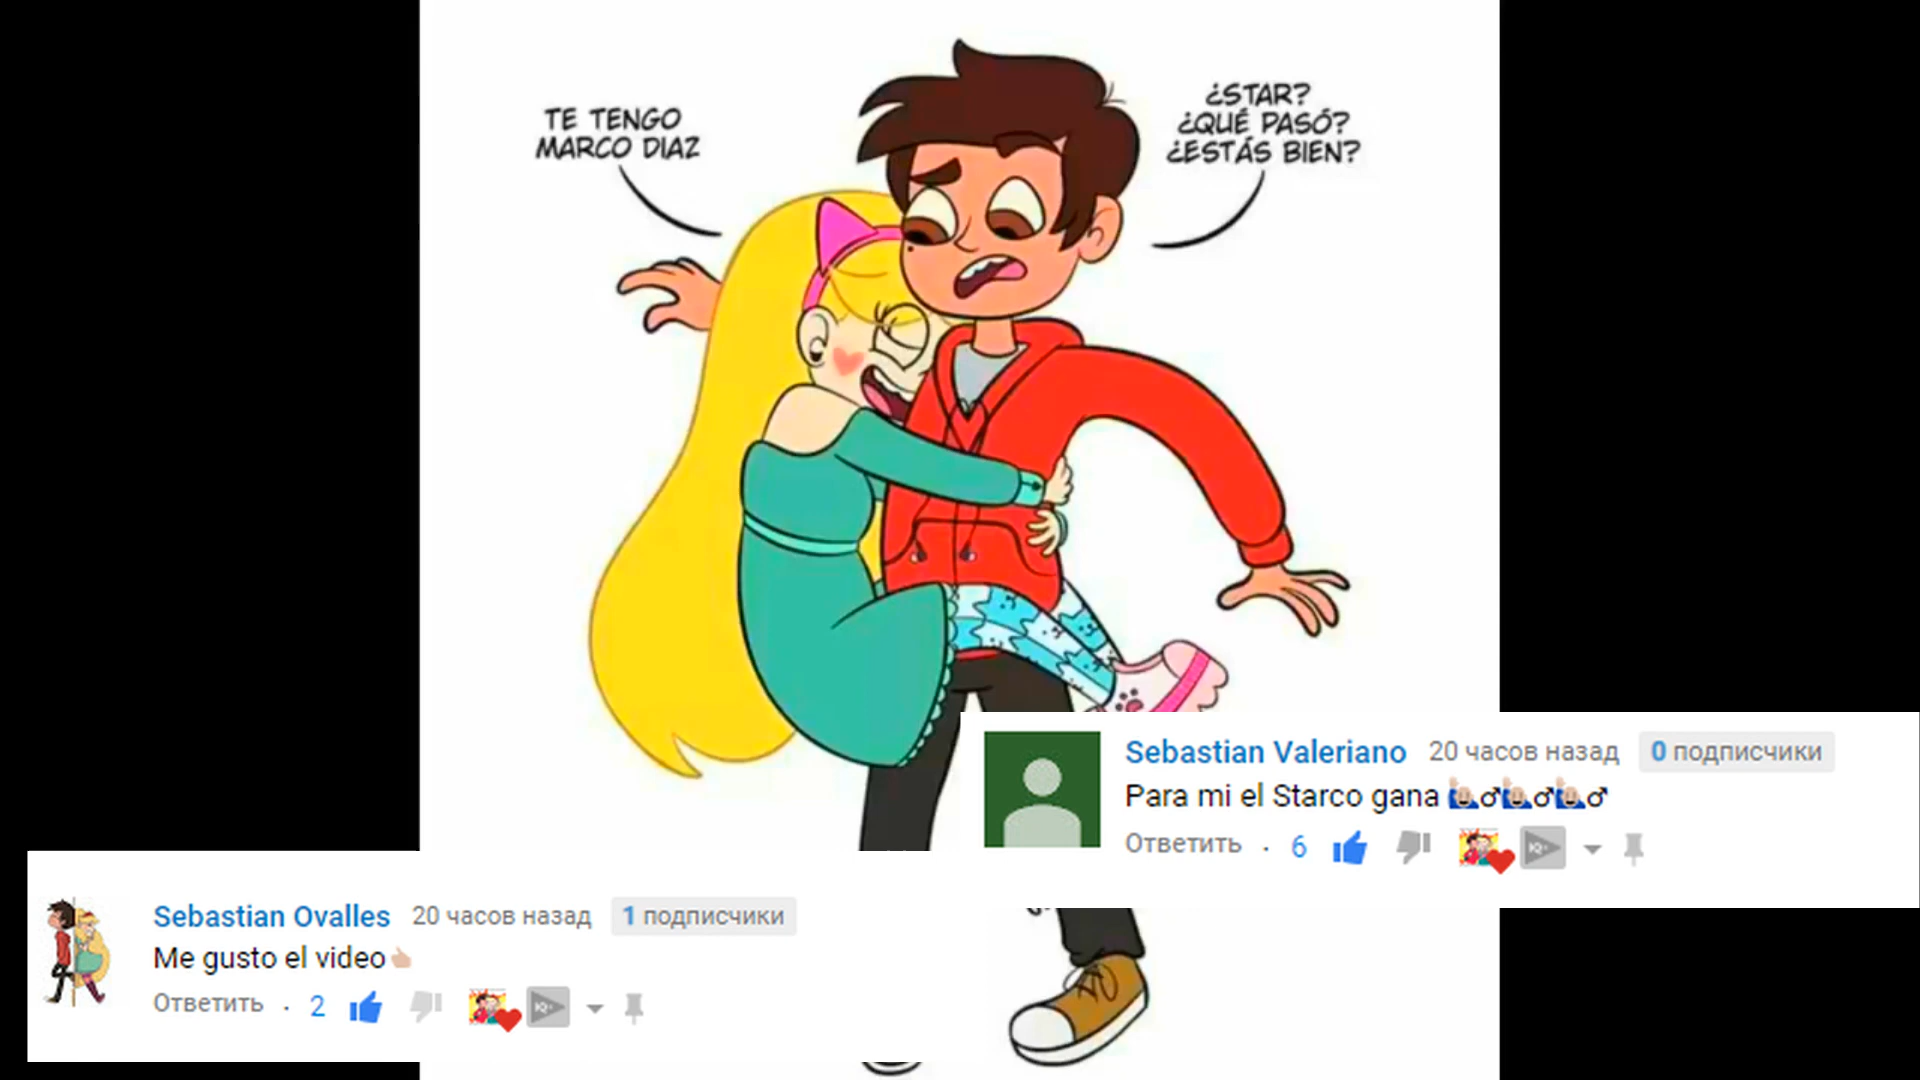 TE TENGO
MARCO DIAZ
¿STAR?
¿QUÉ PASÓ?
¿ESTÁS BIEN?
Sebastian Valeriano 20 часов назад 0 подписчики
Para mi el Starco gana 🙋🏼♂🙋🏼♂🙋🏼♂
Ответить · 6
Sebastian Ovalles 20 часов назад 1 подписчики
Me gusto el video👍🏼
Ответить · 2